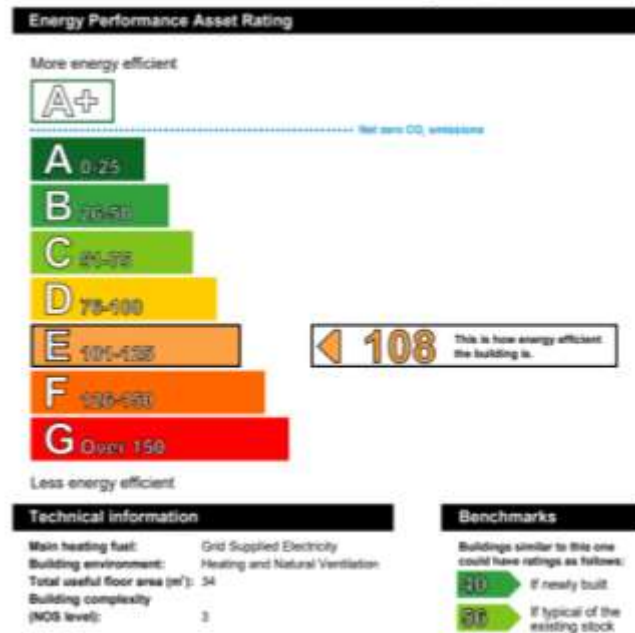 Energy Performance Asset Rating
More energy efficient
A+
Net zero CO₂ emissions
A 0-25
B 26-50
C 51-75
D 76-100
E 101-125
108 This is how energy efficient
the building is.
F 126-150
G Over 150
Less energy efficient
Technical information
Main heating fuel: Grid Supplied Electricity
Building environment: Heating and Natural Ventilation
Total useful floor area (m²): 34
Building complexity
(NOS level): 3
Benchmarks
Buildings similar to this one
could have ratings as follows:
If newly built
If typical of the
existing stock